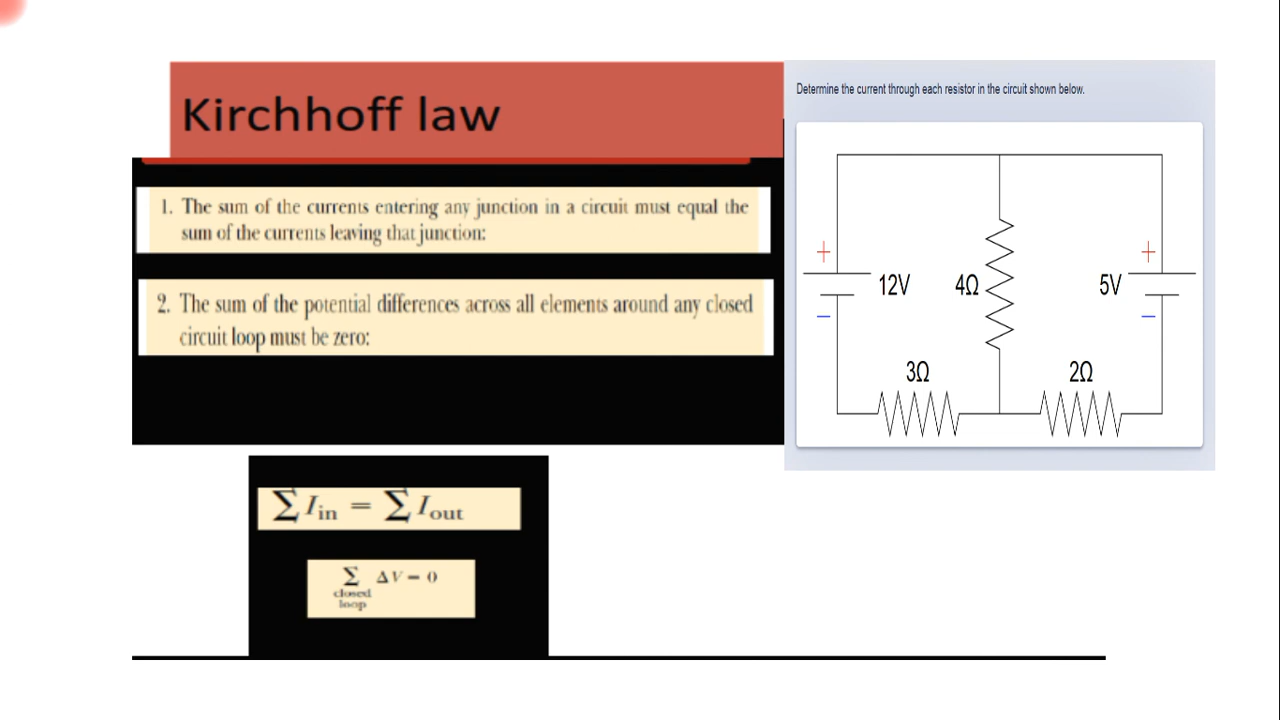 Kirchhoff law
1. The sum of the currents entering any junction in a circuit must equal the
sum of the currents leaving that junction:
2. The sum of the potential differences across all elements around any closed
circuit loop must be zero:
∑ I in = ∑ I out
∑ ΔV = 0
closed
loop
Determine the current through each resistor in the circuit shown below.
+ +
12V 4Ω 5V
− −
3Ω 2Ω